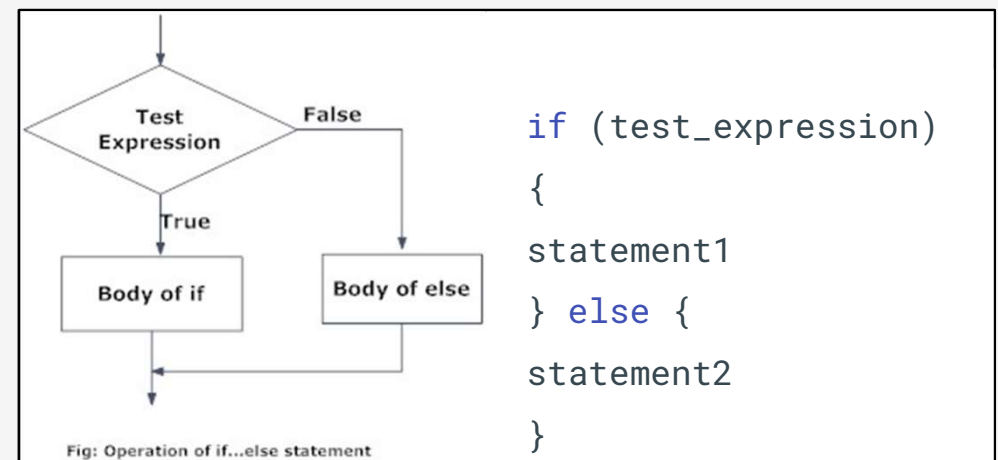 Test
Expression
False
True
Body of if
Body of else
Fig: Operation of if...else statement
if (test_expression)
{
statement1
} else {
statement2
}